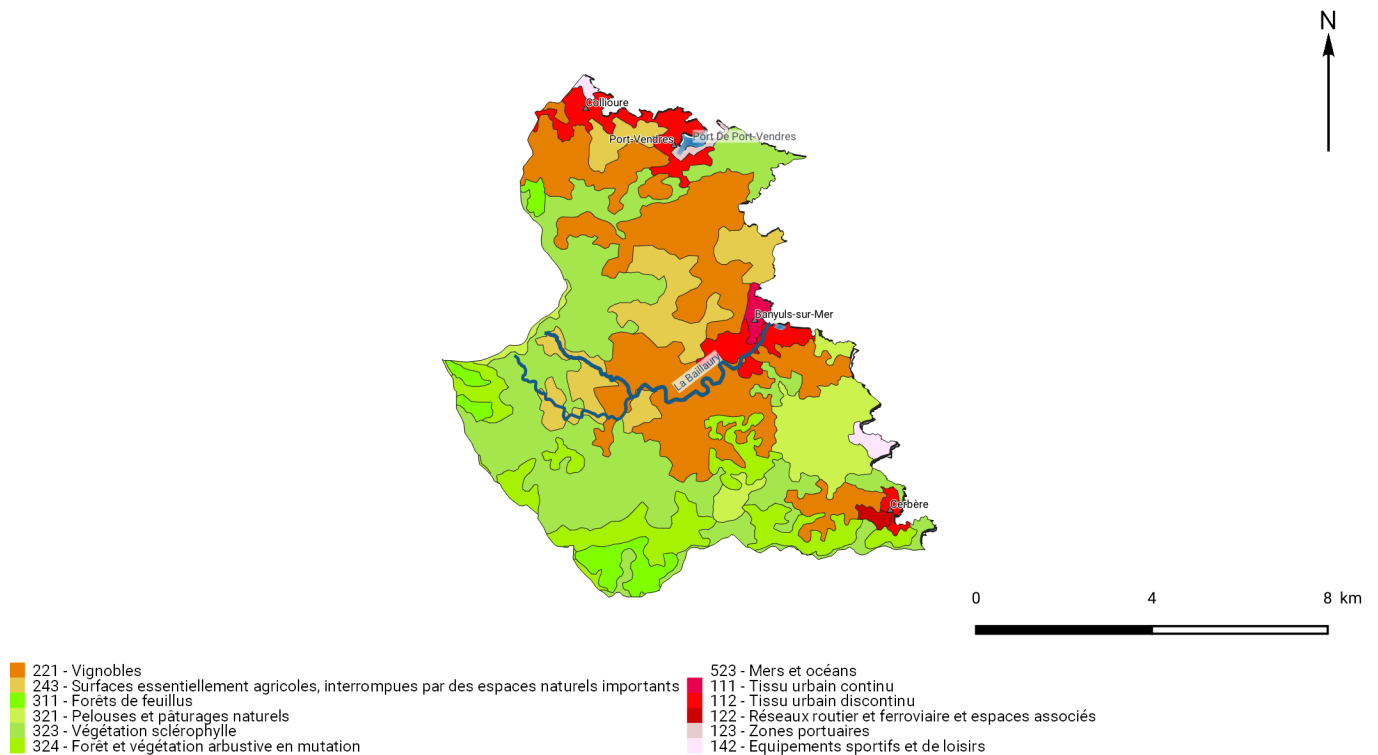 N
Collioure
Port-Vendres
Port De Port-Vendres
Banyuls-sur-Mer
La Baillaury
Cerbère
0 4 8 km
221 - Vignobles
243 - Surfaces essentiellement agricoles, interrompues par des espaces naturels importants
311 - Forêts de feuillus
321 - Pelouses et pâturages naturels
323 - Végétation sclérophylle
324 - Forêt et végétation arbustive en mutation
523 - Mers et océans
111 - Tissu urbain continu
112 - Tissu urbain discontinu
122 - Réseaux routier et ferroviaire et espaces associés
123 - Zones portuaires
142 - Equipements sportifs et de loisirs